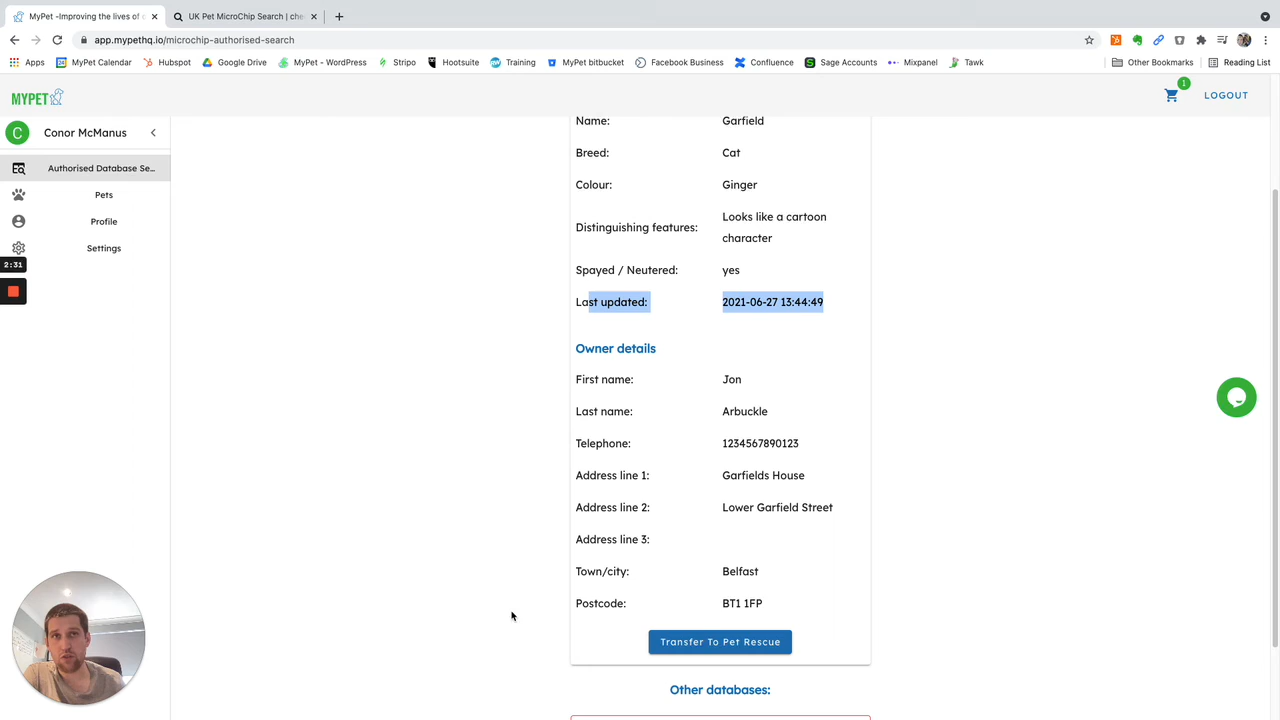 MyPet -Improving the lives of
UK Pet MicroChip Search | che
app.mypethq.io/microchip-authorised-search
Apps
MyPet Calendar
Hubspot
Google Drive
MyPet - WordPress
Stripo
Hootsuite
Training
MyPet bitbucket
Facebook Business
Confluence
Sage Accounts
Mixpanel
Tawk
Other Bookmarks
Reading List
MYPET
1
LOGOUT
C
Conor McManus
Authorised Database Se...
Pets
Profile
Settings
2:31
Name: Garfield
Breed: Cat
Colour: Ginger
Distinguishing features: Looks like a cartoon
character
Spayed / Neutered: yes
Last updated: 2021-06-27 13:44:49
Owner details
First name: Jon
Last name: Arbuckle
Telephone: 1234567890123
Address line 1: Garfields House
Address line 2: Lower Garfield Street
Address line 3:
Town/city: Belfast
Postcode: BT1 1FP
Transfer To Pet Rescue
Other databases: